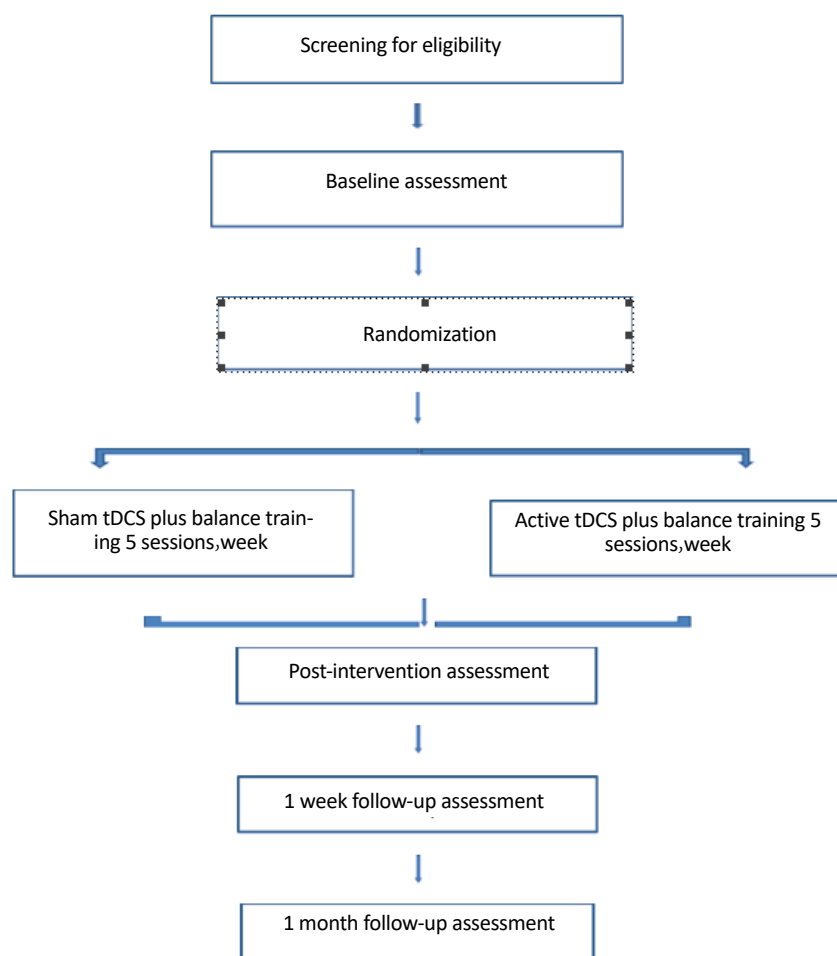 Screening for eligibility
Baseline assessment
Randomization
Sham tDCS plus balance train-
ing 5 sessions,week
Active tDCS plus balance training 5
sessions,week
Post-intervention assessment
1 week follow-up assessment
1 month follow-up assessment